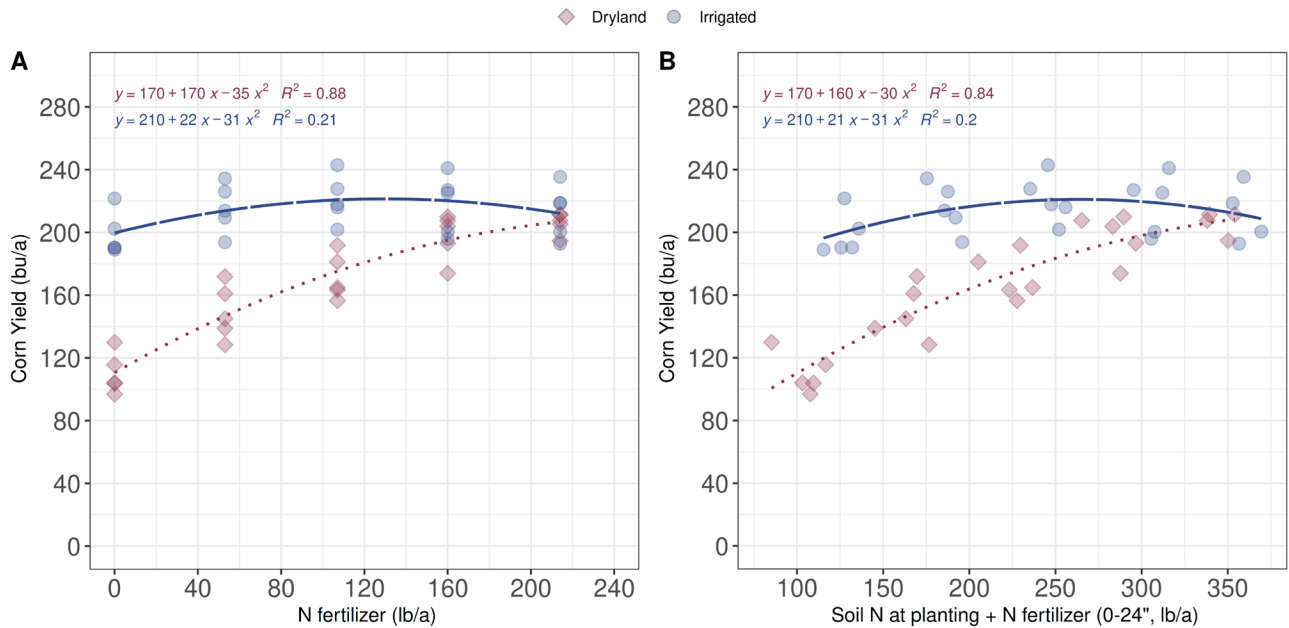 Dryland Irrigated
A
y = 170 + 170 x − 35 x² R² = 0.88
y = 210 + 22 x − 31 x² R² = 0.21
Corn Yield (bu/a)
280
240
200
160
120
80
40
0
0 40 80 120 160 200 240
N fertilizer (lb/a)
B
y = 170 + 160 x − 30 x² R² = 0.84
y = 210 + 21 x − 31 x² R² = 0.2
Corn Yield (bu/a)
280
240
200
160
120
80
40
0
100 150 200 250 300 350
Soil N at planting + N fertilizer (0-24", lb/a)